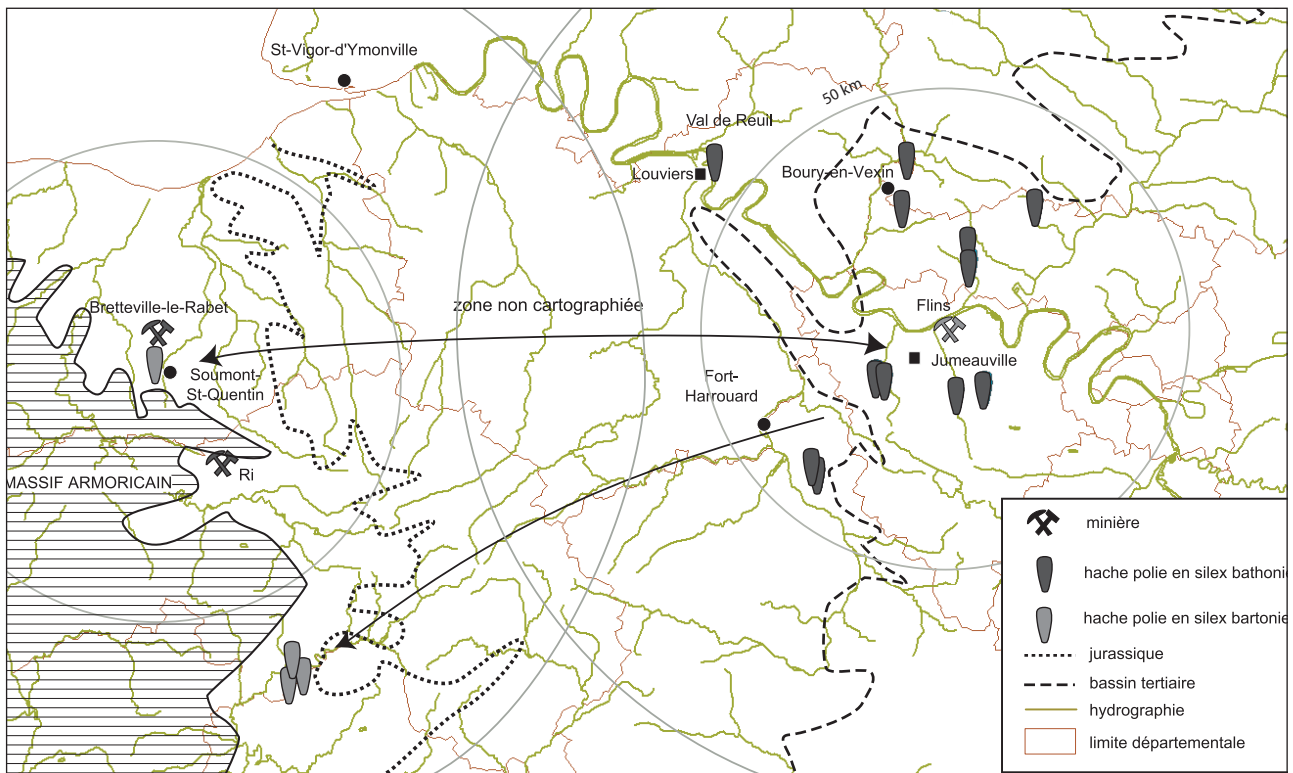 St-Vigor-d'Ymonville
50 km
Val de Reuil
Louviers
Boury-en-Vexin
Bretteville-le-Rabet
zone non cartographiée
Flins
Soumont-
St-Quentin
Jumeauville
Fort-
Harrouard
Ri
MASSIF ARMORICAIN
minière
hache polie en silex bathonie
hache polie en silex bartonie
jurassique
bassin tertiaire
hydrographie
limite départementale